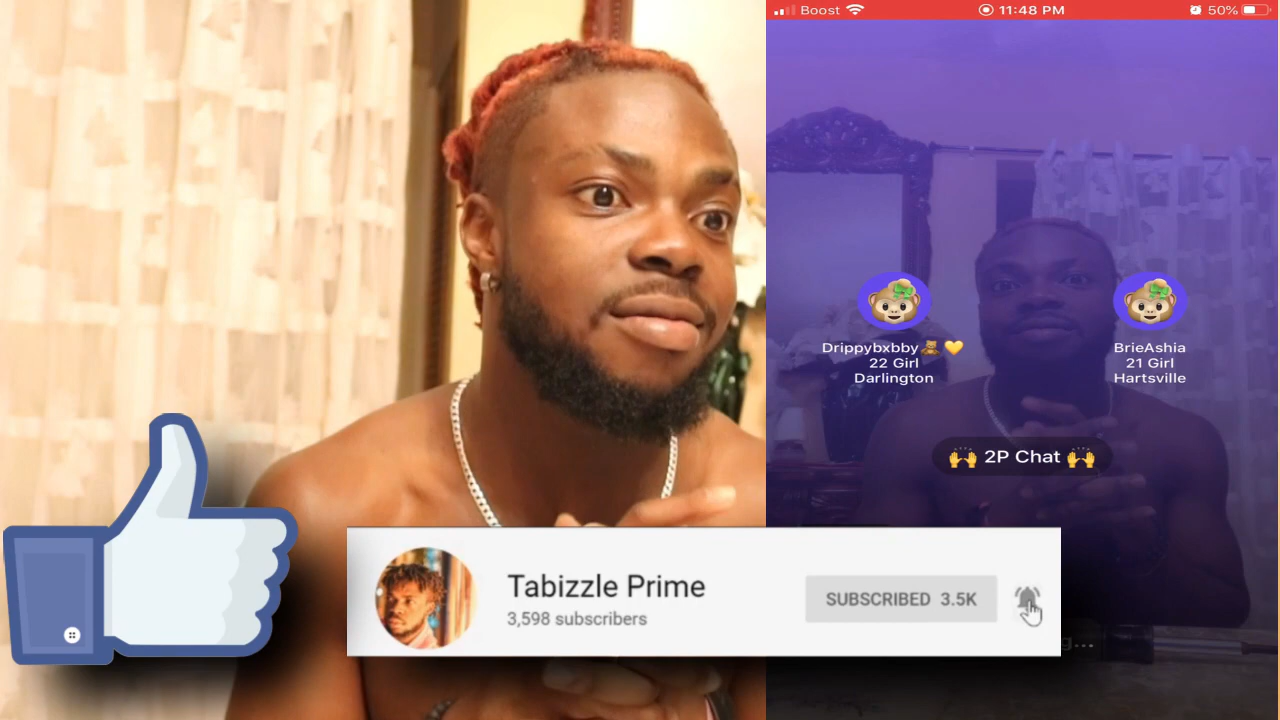 Boost
11:48 PM
50%
Drippybxbby🧸💛
22 Girl
Darlington
BrieAshia
21 Girl
Hartsville
🙌 2P Chat 🙌
Tabizzle Prime
3,598 subscribers
SUBSCRIBED 3.5K